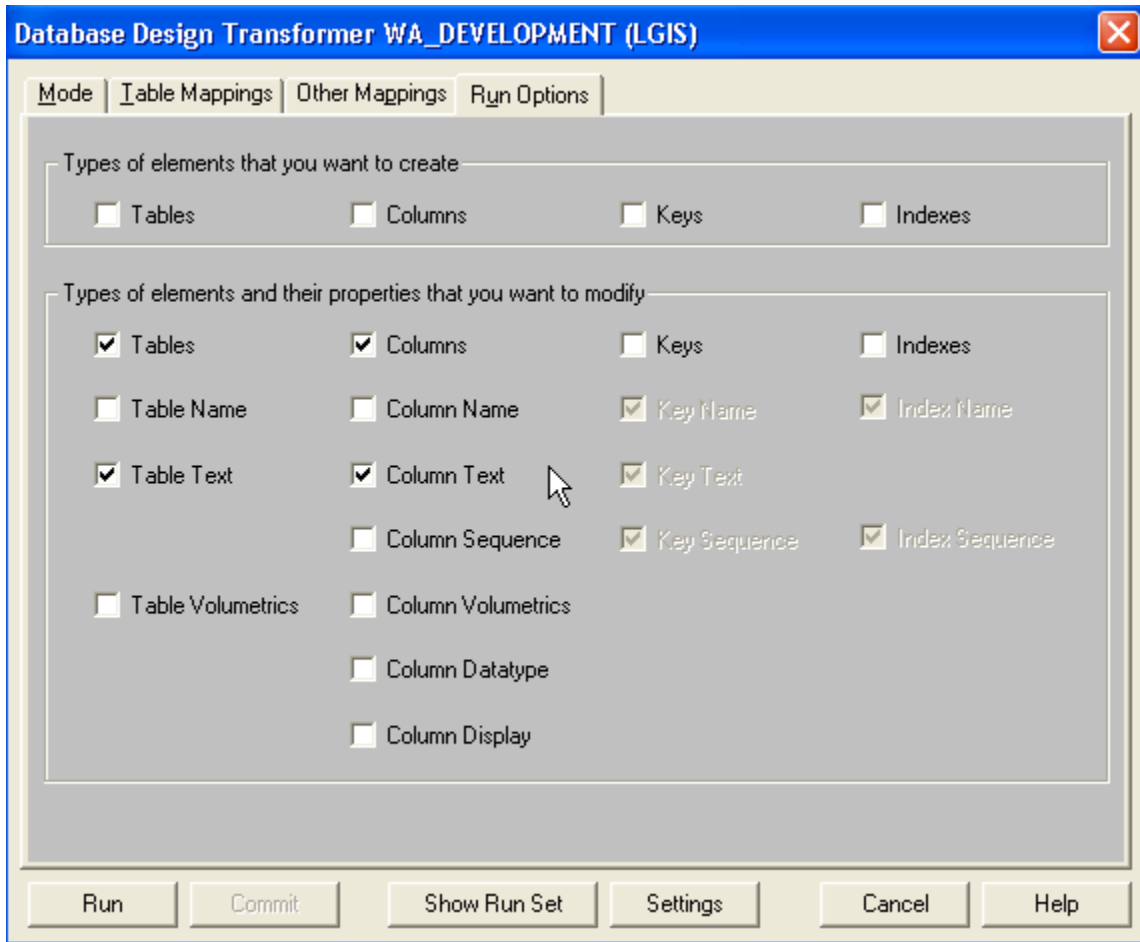 Database Design Transformer WA_DEVELOPMENT (LGIS)
Mode Table Mappings Other Mappings Run Options
Types of elements that you want to create
Tables Columns Keys Indexes
Types of elements and their properties that you want to modify
Tables Columns Keys Indexes
Table Name Column Name Key Name Index Name
Table Text Column Text Key Text
Column Sequence Key Sequence Index Sequence
Table Volumetrics Column Volumetrics
Column Datatype
Column Display
Run Commit Show Run Set Settings Cancel Help